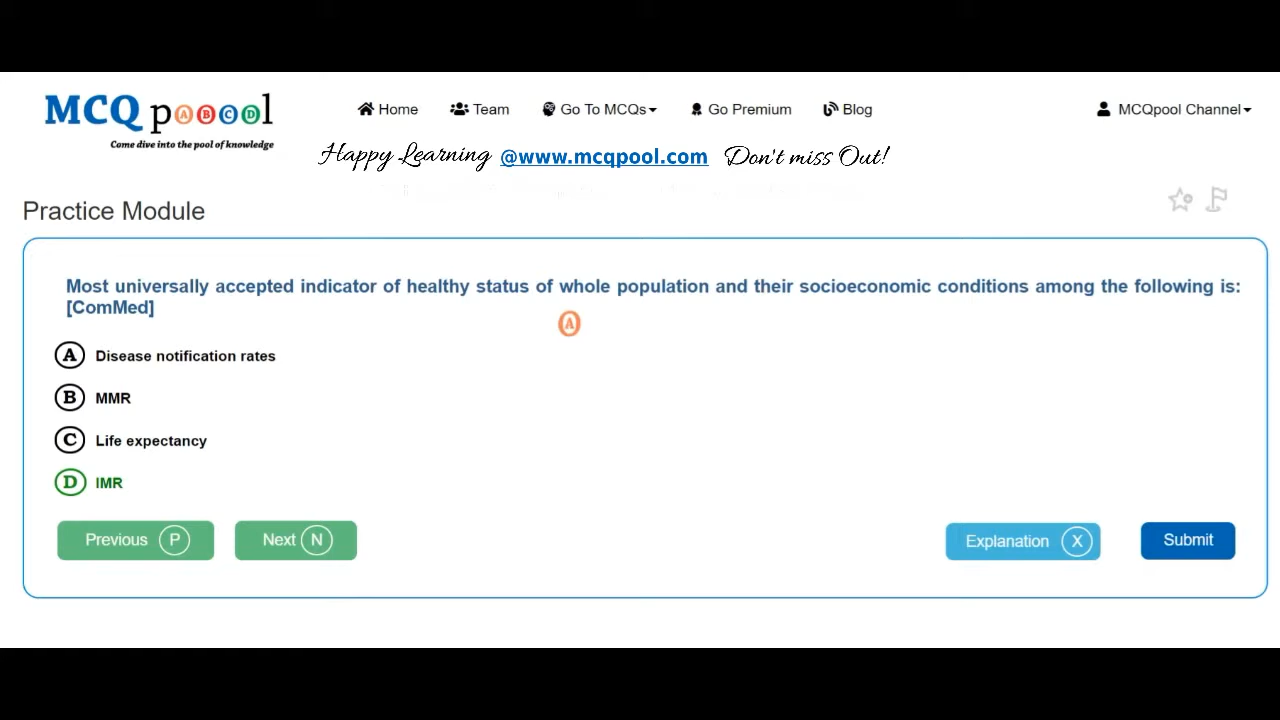 MCQ pABCDl
Come dive into the pool of knowledge
Home Team Go To MCQs Go Premium Blog MCQpool Channel
Happy Learning @www.mcqpool.com Don't miss Out!
Practice Module
Most universally accepted indicator of healthy status of whole population and their socioeconomic conditions among the following is:
[ComMed]
A
A Disease notification rates
B MMR
C Life expectancy
D IMR
Previous P Next N Explanation X Submit